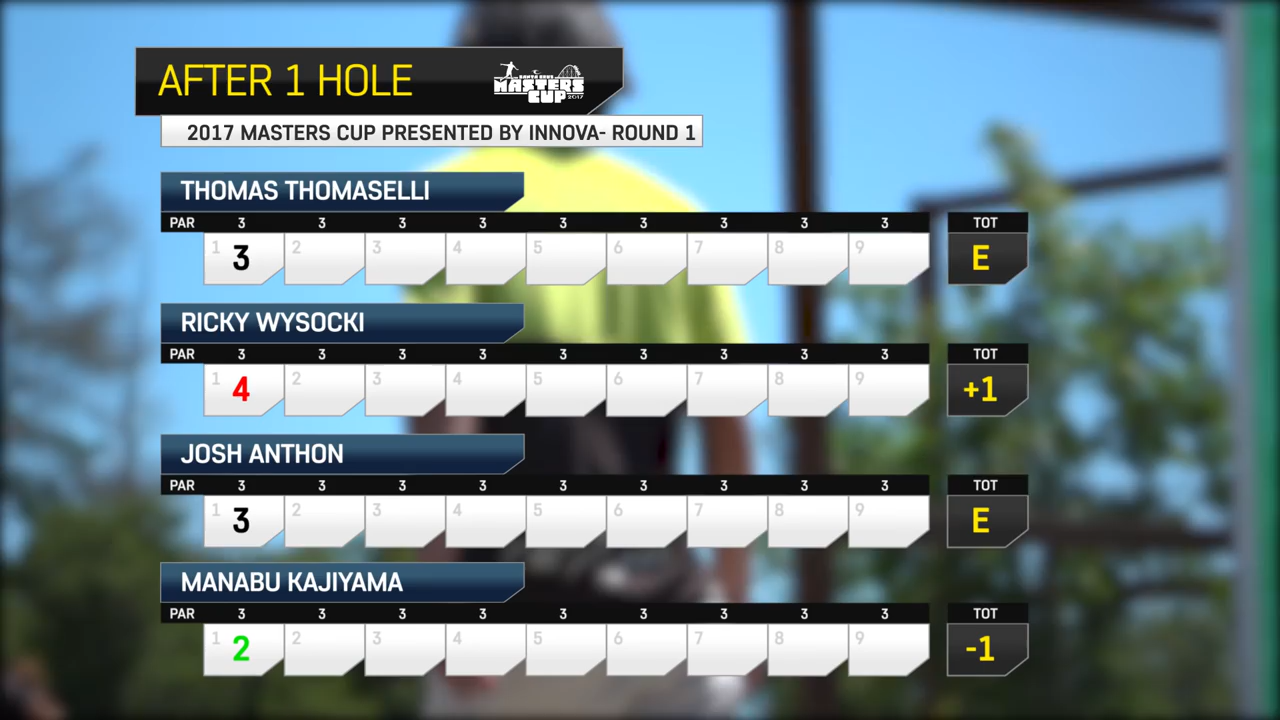 AFTER 1 HOLE
SANTA CRUZ
MASTERS
CUP 2017
2017 MASTERS CUP PRESENTED BY INNOVA- ROUND 1
THOMAS THOMASELLI
PAR 3 3 3 3 3 3 3 3 3 TOT
1 3 2 3 4 5 6 7 8 9 E
RICKY WYSOCKI
PAR 3 3 3 3 3 3 3 3 3 TOT
1 4 2 3 4 5 6 7 8 9 +1
JOSH ANTHON
PAR 3 3 3 3 3 3 3 3 3 TOT
1 3 2 3 4 5 6 7 8 9 E
MANABU KAJIYAMA
PAR 3 3 3 3 3 3 3 3 3 TOT
1 2 2 3 4 5 6 7 8 9 -1